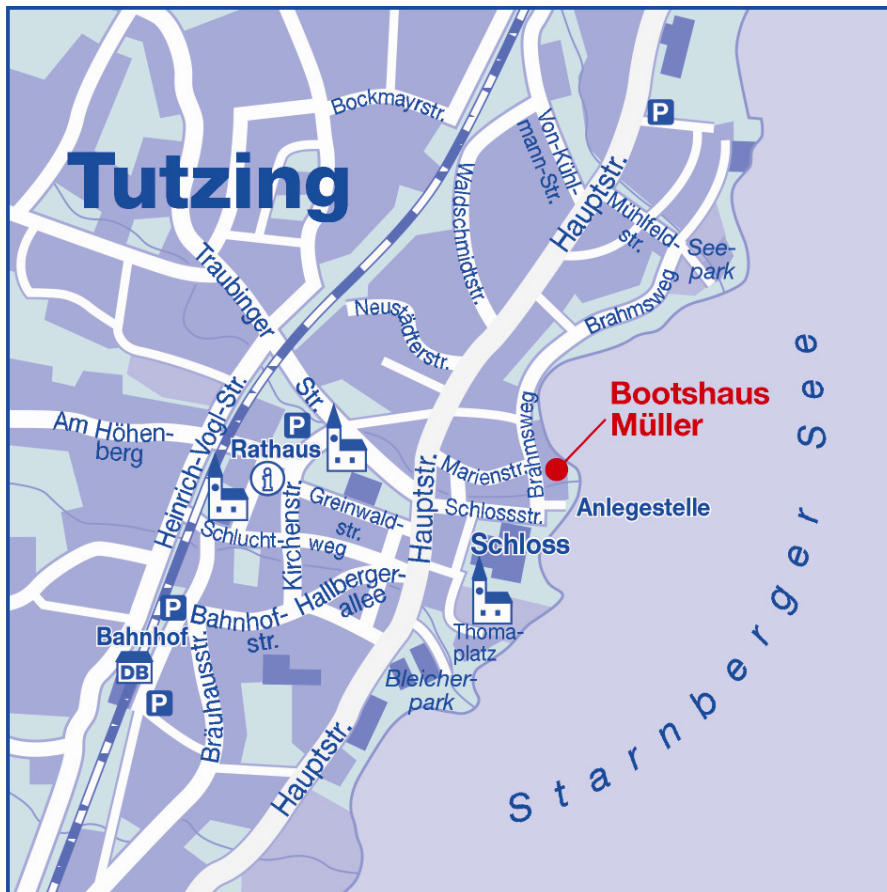 Tutzing
Bockmayrstr.
Von-Kühl-
mann-Str.
P
Waldschmidtstr.
Hauptstr.
Mühlfeld-
str.
See-
park
Traubinger
Str.
Neustädterstr.
Brahmsweg
Heinrich-Vogl-Str.
Am Höhen-
berg
P
Rathaus
i
Bootshaus
Müller
Brahmsweg
Marienstr.
Hauptstr.
Greinwald-
str.
Schlossstr.
Anlegestelle
Schlucht-
weg
Kirchenstr.
Schloss
Hallberger-
allee
P
Bahnhof-
str.
Bahnhof
DB
P
Bräuhausstr.
Thoma-
platz
Bleicher-
park
Hauptstr.
Starnberger See